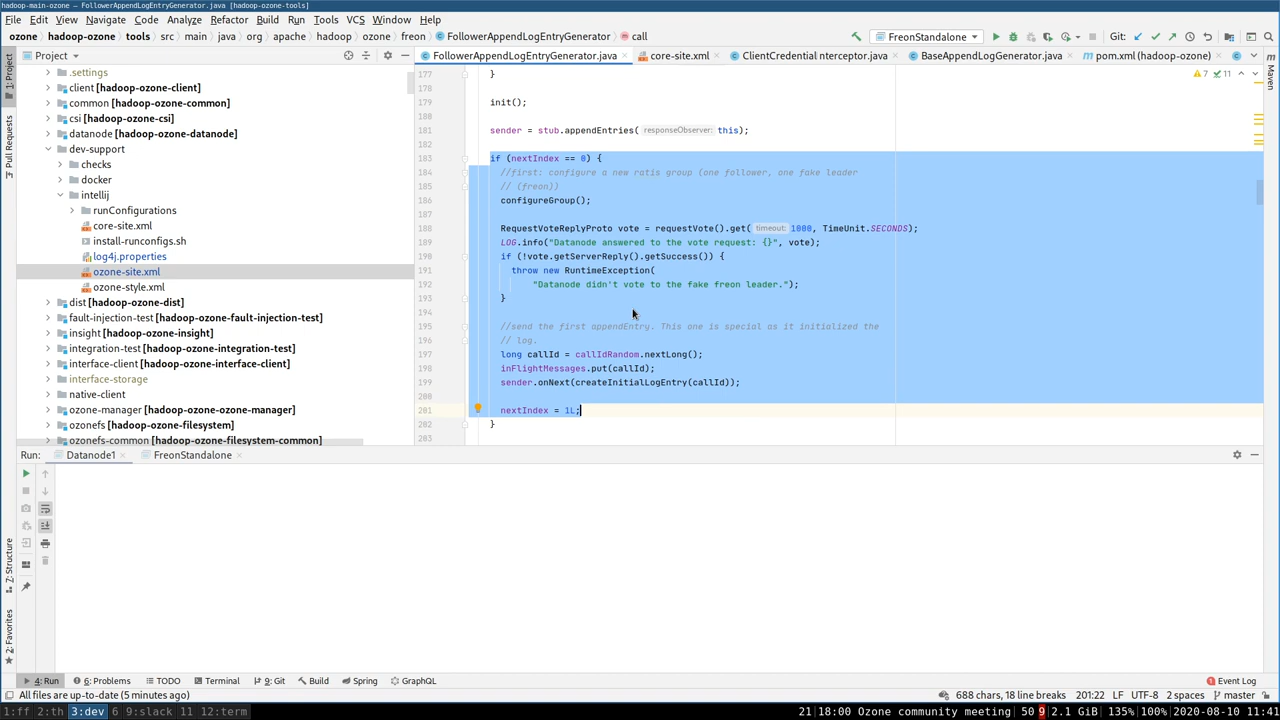 hadoop-main-ozone – FollowerAppendLogEntryGenerator.java [hadoop-ozone-tools]
File Edit View Navigate Code Analyze Refactor Build Run Tools VCS Window Help
ozone hadoop-ozone tools src main java org apache hadoop ozone freon FollowerAppendLogEntryGenerator call FreonStandalone Git:
Project FollowerAppendLogEntryGenerator.java core-site.xml ClientCredential nterceptor.java BaseAppendLogGenerator.java pom.xml (hadoop-ozone)
1: Project
Pull Requests
Z: Structure
2: Favorites
Maven
.settings
client [hadoop-ozone-client]
common [hadoop-ozone-common]
csi [hadoop-ozone-csi]
datanode [hadoop-ozone-datanode]
dev-support
checks
docker
intellij
runConfigurations
core-site.xml
install-runconfigs.sh
log4j.properties
ozone-site.xml
ozone-style.xml
dist [hadoop-ozone-dist]
fault-injection-test [hadoop-ozone-fault-injection-test]
insight [hadoop-ozone-insight]
integration-test [hadoop-ozone-integration-test]
interface-client [hadoop-ozone-interface-client]
interface-storage
native-client
ozone-manager [hadoop-ozone-ozone-manager]
ozonefs [hadoop-ozone-filesystem]
ozonefs-common [hadoop-ozone-filesystem-common]
7 11
177 }
178
179 init();
180
181 sender = stub.appendEntries( responseObserver: this);
182
183 if (nextIndex == 0) {
184 //first: configure a new ratis group (one follower, one fake leader
185 // (freon))
186 configureGroup();
187
188 RequestVoteReplyProto vote = requestVote().get( timeout: 1000, TimeUnit.SECONDS);
189 LOG.info("Datanode answered to the vote request: {}", vote);
190 if (!vote.getServerReply().getSuccess()) {
191 throw new RuntimeException(
192 "Datanode didn't vote to the fake freon leader.");
193 }
194
195 //send the first appendEntry. This one is special as it initialized the
196 // log.
197 long callId = callIdRandom.nextLong();
198 inFlightMessages.put(callId);
199 sender.onNext(createInitialLogEntry(callId));
200
201 nextIndex = 1L;
202 }
203
Run: Datanode1 FreonStandalone
4: Run 6: Problems TODO Terminal 9: Git Build Spring GraphQL Event Log
All files are up-to-date (5 minutes ago) 688 chars, 18 line breaks 201:22 LF UTF-8 2 spaces master
1:ff 2:th 3:dev 6 9:slack 11 12:term 21 18:00 Ozone community meeting 50 9 2.1 GiB 135% 100% 2020-08-10 11:41